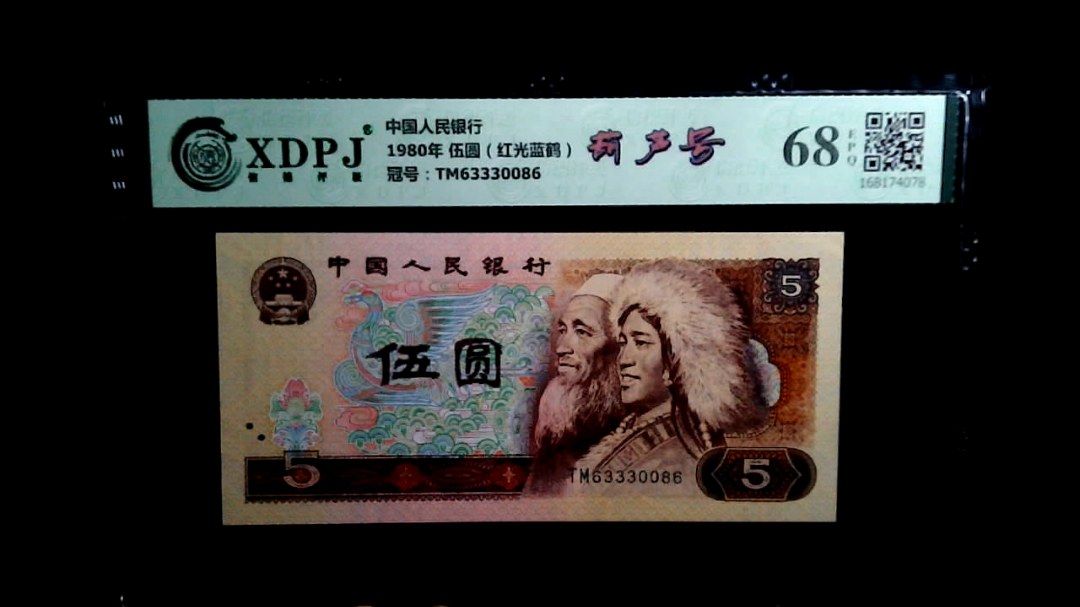 XDPJ
中国人民银行
1980年 伍圆（红光蓝鹤）
冠号：TM63330086
葫芦号
68
EPQ
168174078
中国人民银行
5
伍圆
5
TM63330086
5